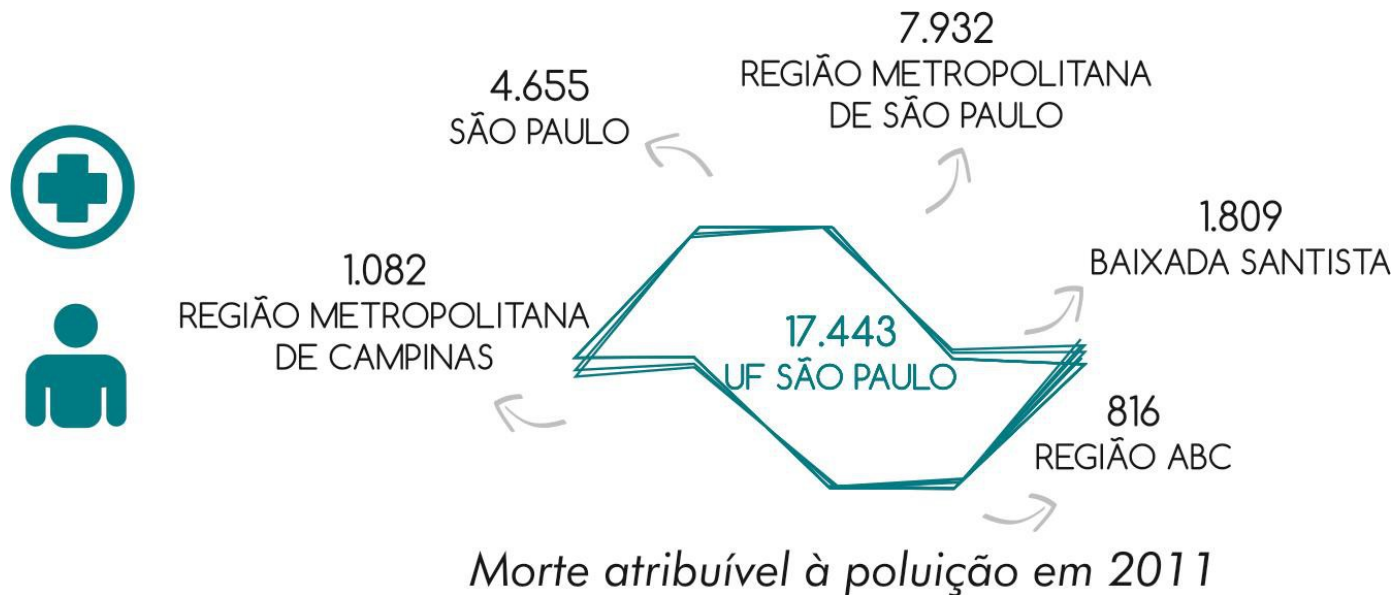 7.932
REGIÃO METROPOLITANA
DE SÃO PAULO
4.655
SÃO PAULO
1.809
BAIXADA SANTISTA
1.082
REGIÃO METROPOLITANA
DE CAMPINAS
17.443
UF SÃO PAULO
816
REGIÃO ABC
Morte atribuível à poluição em 2011